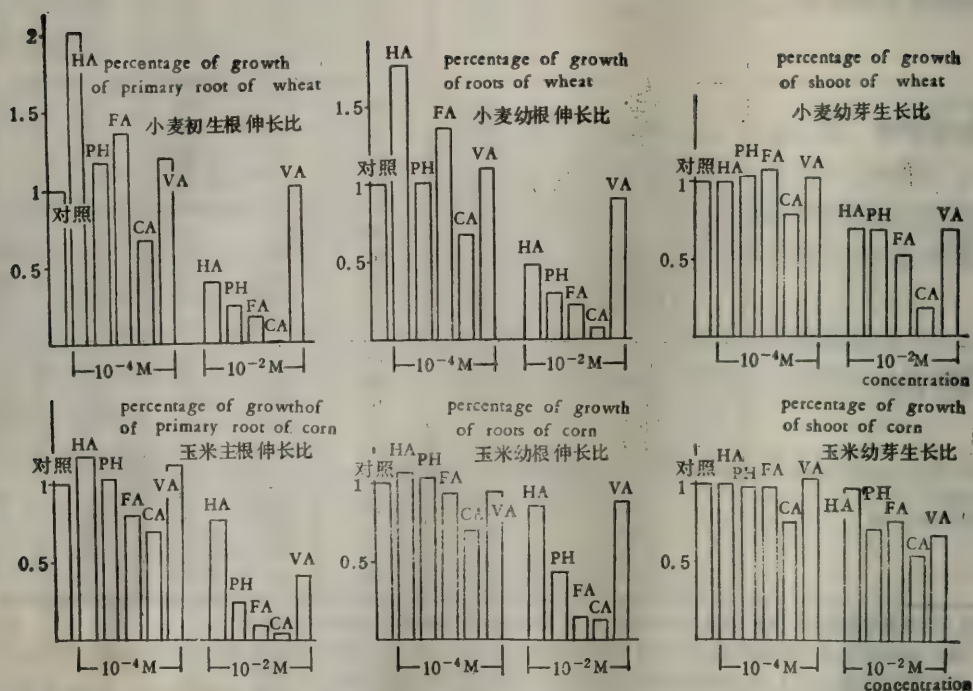 percentage of growth
of primary root of wheat
小麦初生根伸长比
2
1.5
1
0.5
对照
HA
PH
FA
CA
VA
HA
PH
FA
CA
VA
10⁻⁴M
10⁻²M
percentage of growth
of roots of wheat
小麦幼根伸长比
1.5
1
0.5
对照
HA
PH
FA
CA
VA
HA
PH
FA
CA
VA
10⁻⁴M
10⁻²M
percentage of growth
of shoot of wheat
小麦幼芽生长比
1
0.5
对照
HA
PH
FA
CA
VA
HA
PH
FA
CA
VA
10⁻⁴M
10⁻²M
concentration
percentage of growthof
of primary root of corn
玉米主根伸长比
对照
1
0.5
HA
PH
FA
CA
VA
HA
PH
FA
CA
VA
10⁻⁴M
10⁻²M
percentage of growth
of roots of corn
玉米幼根伸长比
对照
1
0.5
HA
PH
FA
CA
VA
HA
PH
FA
CA
VA
10⁻⁴M
10⁻²M
percentage of growth
of shoot of corn
玉米幼芽生长比
对照
1
0.5
HA
PH
FA
CA
VA
HA
PH
FA
CA
VA
10⁻⁴M
10⁻²M
concentration